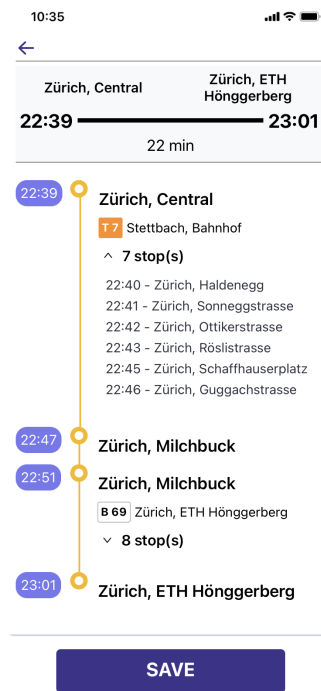 10:35
Zürich, Central
Zürich, ETH
Hönggerberg
22:39
23:01
22 min
22:39
Zürich, Central
T 7 Stettbach, Bahnhof
7 stop(s)
22:40 - Zürich, Haldenegg
22:41 - Zürich, Sonneggstrasse
22:42 - Zürich, Ottikerstrasse
22:43 - Zürich, Röslistrasse
22:45 - Zürich, Schaffhauserplatz
22:46 - Zürich, Guggachstrasse
22:47
Zürich, Milchbuck
22:51
Zürich, Milchbuck
B 69 Zürich, ETH Hönggerberg
8 stop(s)
23:01
Zürich, ETH Hönggerberg
SAVE